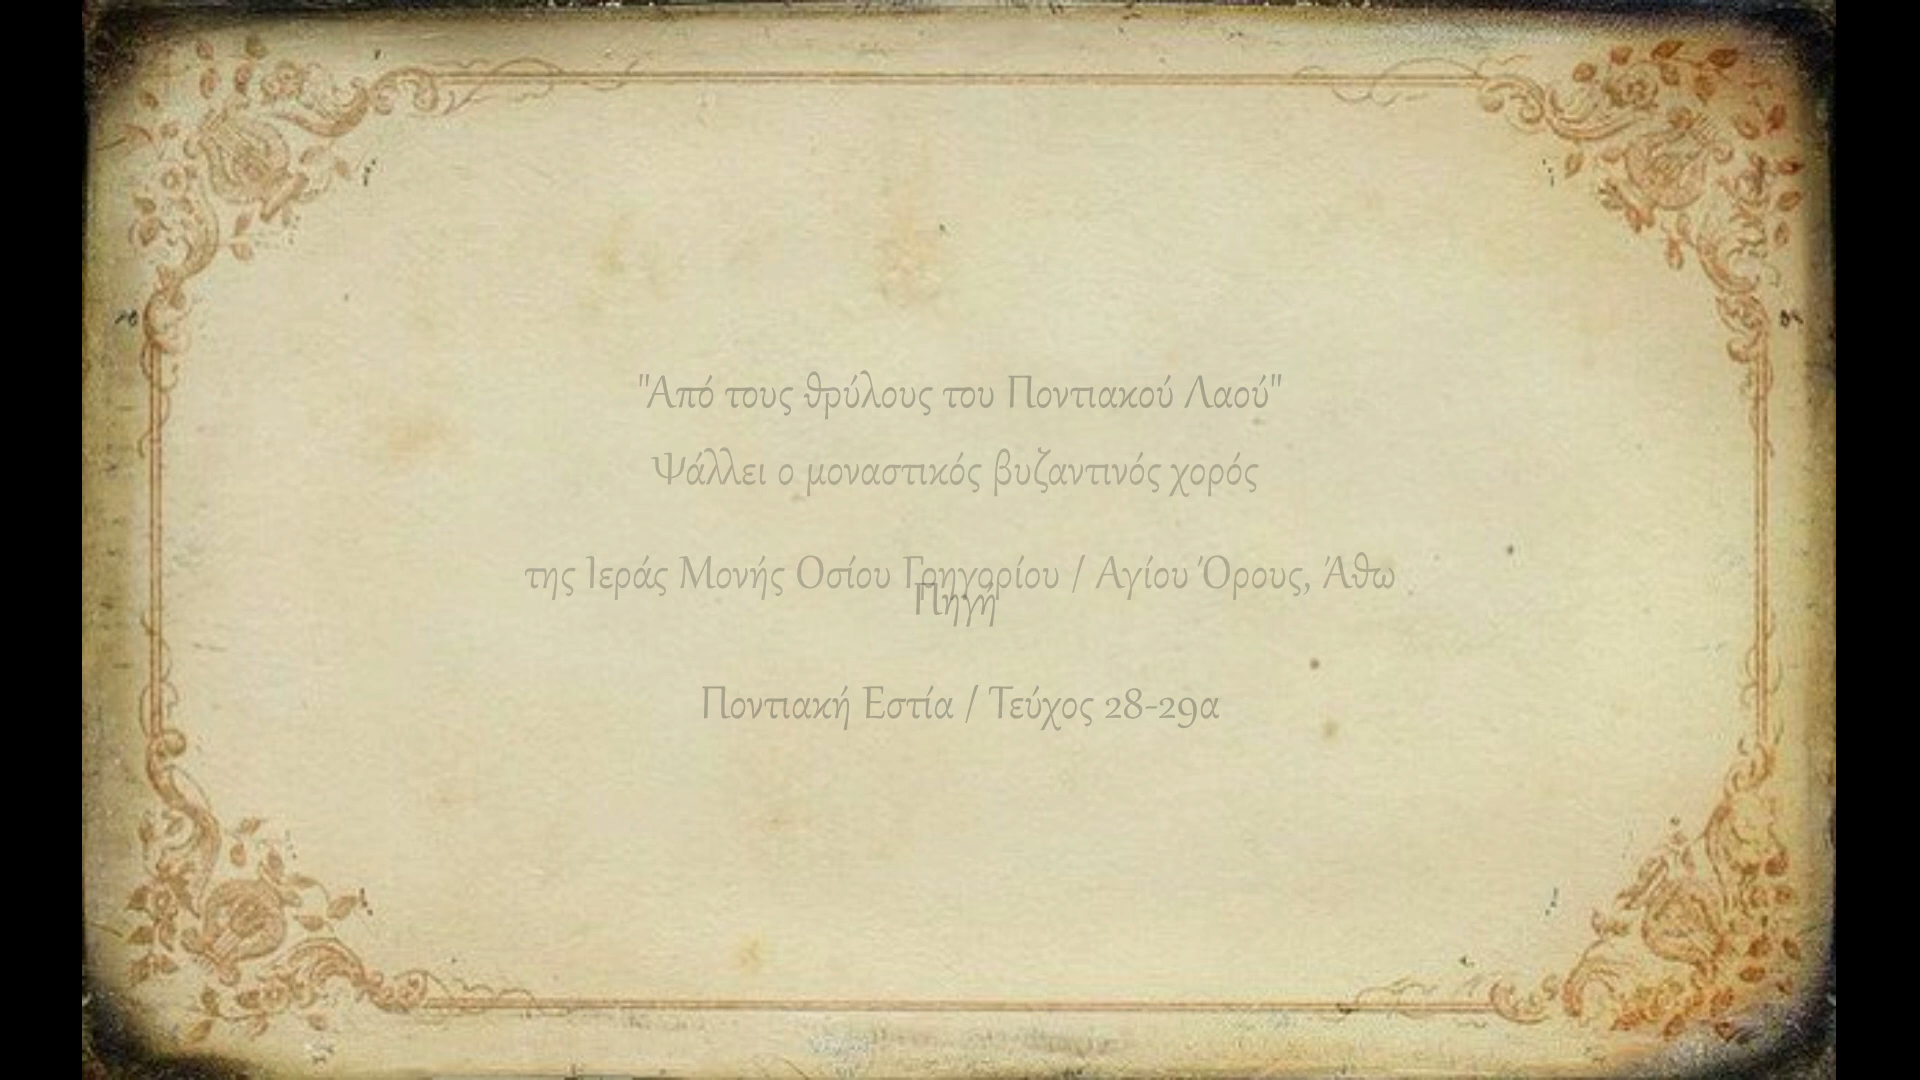 "Από τους θρύλους του Ποντιακού Λαού"
Ψάλλει ο μοναστικός βυζαντινός χορός
της Ιεράς Μονής Οσίου Γρηγορίου / Αγίου Όρους, Άθω
Πηγή
Ποντιακή Εστία / Τεύχος 28-29α